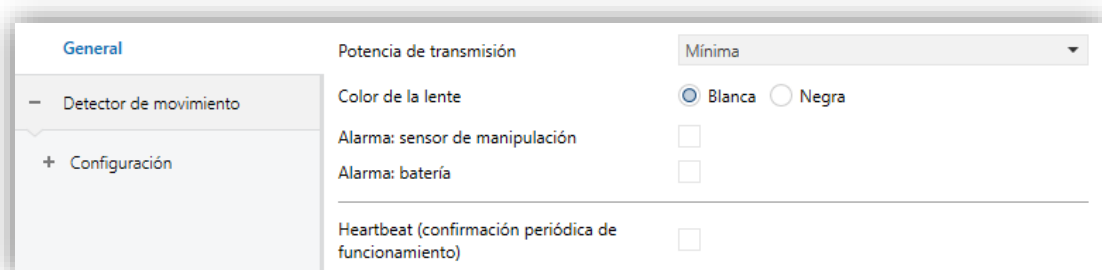 General
Detector de movimiento
Configuración
Potencia de transmisión
Mínima
Color de la lente
Blanca
Negra
Alarma: sensor de manipulación
Alarma: batería
Heartbeat (confirmación periódica de
funcionamiento)